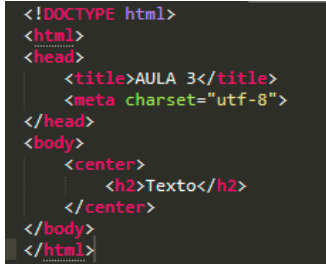 <!DOCTYPE html>
<html>
<head>
<title>AULA 3</title>
<meta charset="utf-8">
</head>
<body>
<center>
<h2>Texto</h2>
</center>
</body>
</html>